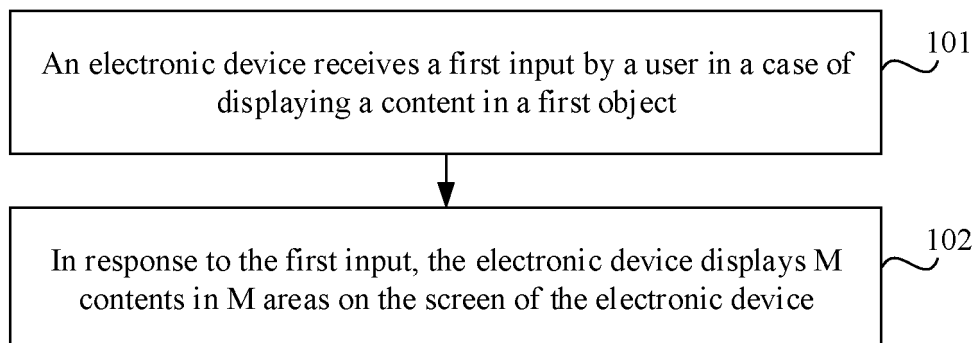 An electronic device receives a first input by a user in a case of
displaying a content in a first object
101
In response to the first input, the electronic device displays M
contents in M areas on the screen of the electronic device
102